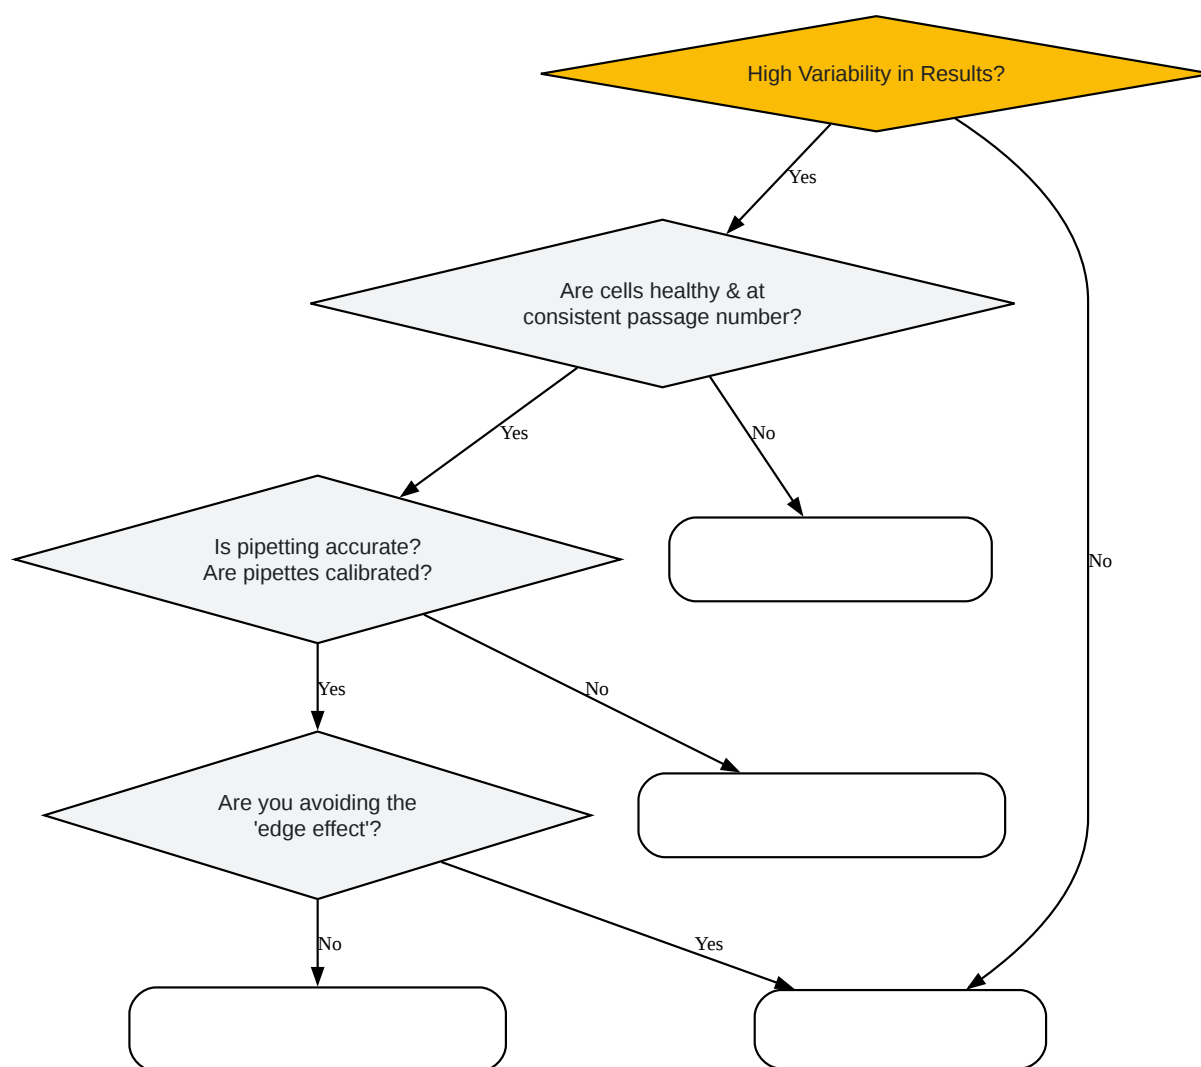 High Variability in Results?
Yes
Are cells healthy & at
consistent passage number?
Yes
No
Is pipetting accurate?
Are pipettes calibrated?
No
Yes
No
Are you avoiding the
'edge effect'?
No
Yes